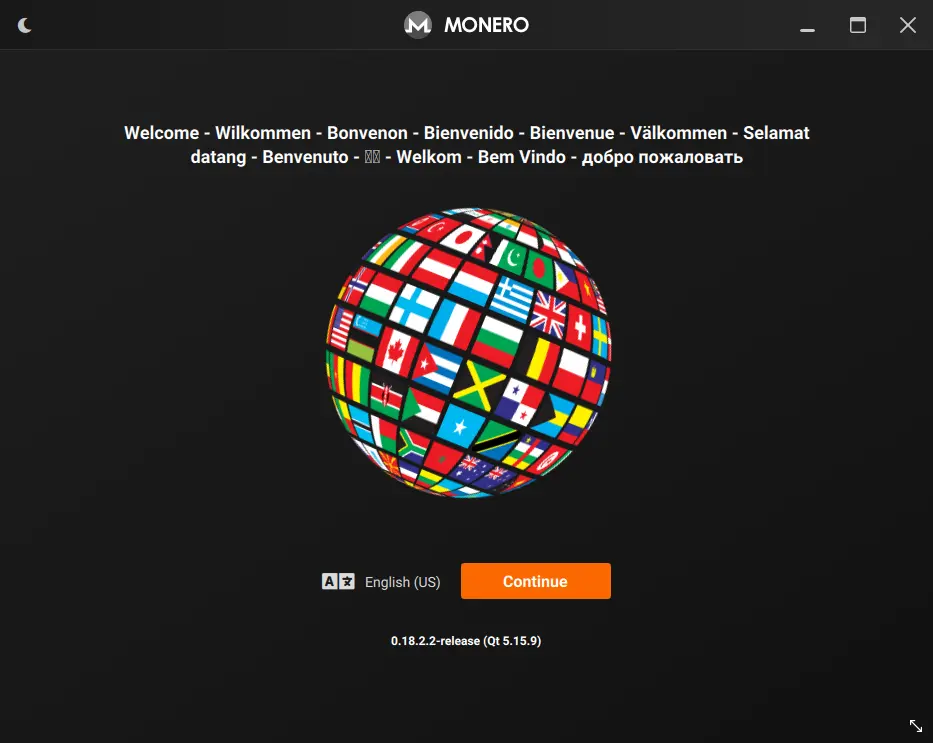 MONERO
Welcome - Wilkommen - Bonvenon - Bienvenido - Bienvenue - Välkommen - Selamat
datang - Benvenuto - - Welkom - Bem Vindo - добро пожаловать
English (US)
Continue
0.18.2.2-release (Qt 5.15.9)